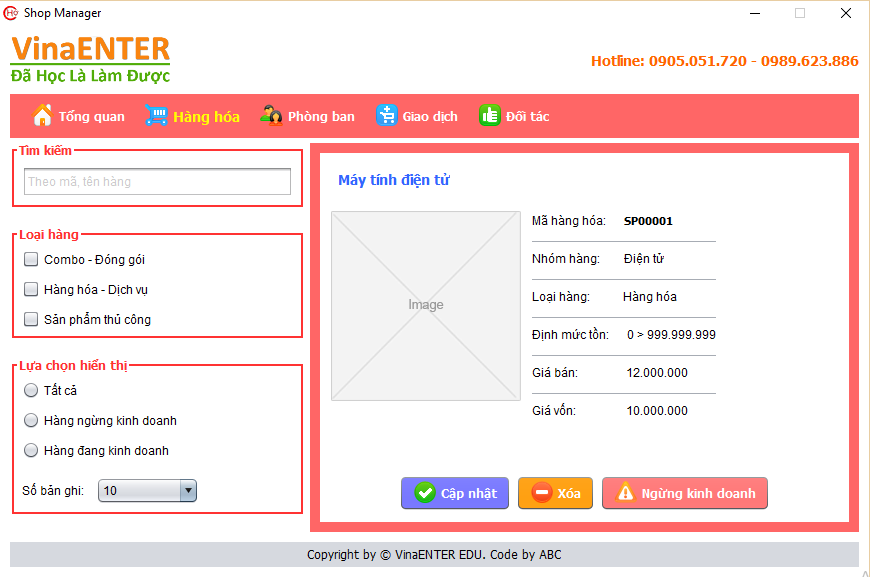 Shop Manager
VinaENTER
Đã Học Là Làm Được
Hotline: 0905.051.720 - 0989.623.886
Tổng quan Hàng hóa Phòng ban Giao dịch Đối tác
Tìm kiếm
Theo mã, tên hàng
Loại hàng
Combo - Đóng gói
Hàng hóa - Dịch vụ
Sản phẩm thủ công
Lựa chọn hiển thị
Tất cả
Hàng ngừng kinh doanh
Hàng đang kinh doanh
Số bản ghi: 10
Máy tính điện tử
Image
Mã hàng hóa: SP00001
Nhóm hàng: Điện tử
Loại hàng: Hàng hóa
Định mức tồn: 0 > 999.999.999
Giá bán: 12.000.000
Giá vốn: 10.000.000
Cập nhật Xóa Ngừng kinh doanh
Copyright by © VinaENTER EDU. Code by ABC